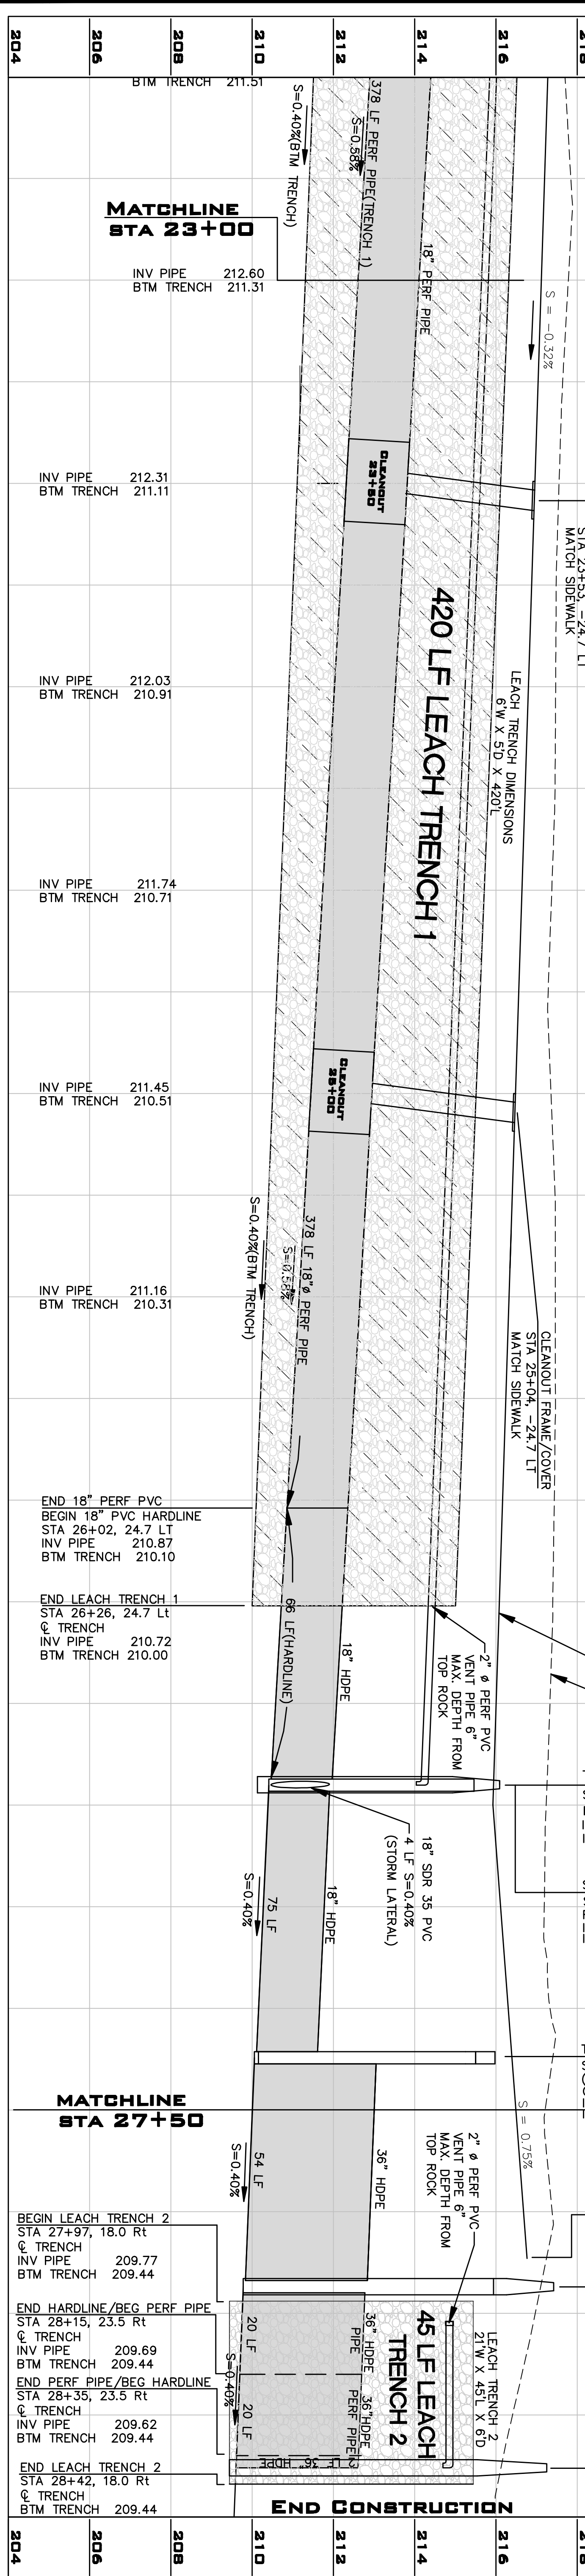 204
206
208
210
212
214
216
BTM TRENCH 211.51
S=0.40%(BTM TRENCH)
378 LF PERF PIPE(TRENCH 1)
S=0.58%
18" PERF PIPE
MATCHLINE
STA 23+00
INV PIPE 212.60
BTM TRENCH 211.31
S = -0.32%
INV PIPE 212.31
BTM TRENCH 211.11
CLEANOUT
23+50
STA 23+53, -24.7 LT
MATCH SIDEWALK
420 LF LEACH TRENCH 1
LEACH TRENCH DIMENSIONS
6'W X 5'D X 420'L
INV PIPE 212.03
BTM TRENCH 210.91
INV PIPE 211.74
BTM TRENCH 210.71
INV PIPE 211.45
BTM TRENCH 210.51
CLEANOUT
25+00
S=0.40%(BTM TRENCH)
378 LF 18"ø PERF PIPE
S=0.58%
INV PIPE 211.16
BTM TRENCH 210.31
CLEANOUT FRAME/COVER
STA 25+04, -24.7 LT
MATCH SIDEWALK
END 18" PERF PVC
BEGIN 18" PVC HARDLINE
STA 26+02, 24.7 LT
INV PIPE 210.87
BTM TRENCH 210.10
END LEACH TRENCH 1
STA 26+26, 24.7 Lt
℄ TRENCH
INV PIPE 210.72
BTM TRENCH 210.00
66 LF(HARDLINE)
18" HDPE
2" ø PERF PVC
VENT PIPE 6"
MAX. DEPTH FROM
TOP ROCK
18" SDR 35 PVC
4 LF S=0.40%
(STORM LATERAL)
S=0.40%
75 LF
18" HDPE
MATCHLINE
STA 27+50
S = 0.75%
S=0.40%
54 LF
36" HDPE
2" ø PERF PVC
VENT PIPE 6"
MAX. DEPTH FROM
TOP ROCK
BEGIN LEACH TRENCH 2
STA 27+97, 18.0 Rt
℄ TRENCH
INV PIPE 209.77
BTM TRENCH 209.44
END HARDLINE/BEG PERF PIPE
STA 28+15, 23.5 Rt
℄ TRENCH
INV PIPE 209.69
BTM TRENCH 209.44
END PERF PIPE/BEG HARDLINE
STA 28+35, 23.5 Rt
℄ TRENCH
INV PIPE 209.62
BTM TRENCH 209.44
END LEACH TRENCH 2
STA 28+42, 18.0 Rt
℄ TRENCH
BTM TRENCH 209.44
20 LF
S=0.40%
20 LF
36" HDPE
PIPE
36"HDPE
PERF PIPE
LF 36" HDPE
45 LF LEACH
TRENCH 2
LEACH TRENCH 2
21'W X 45'L X 6'D
END CONSTRUCTION
204
206
208
210
212
214
216